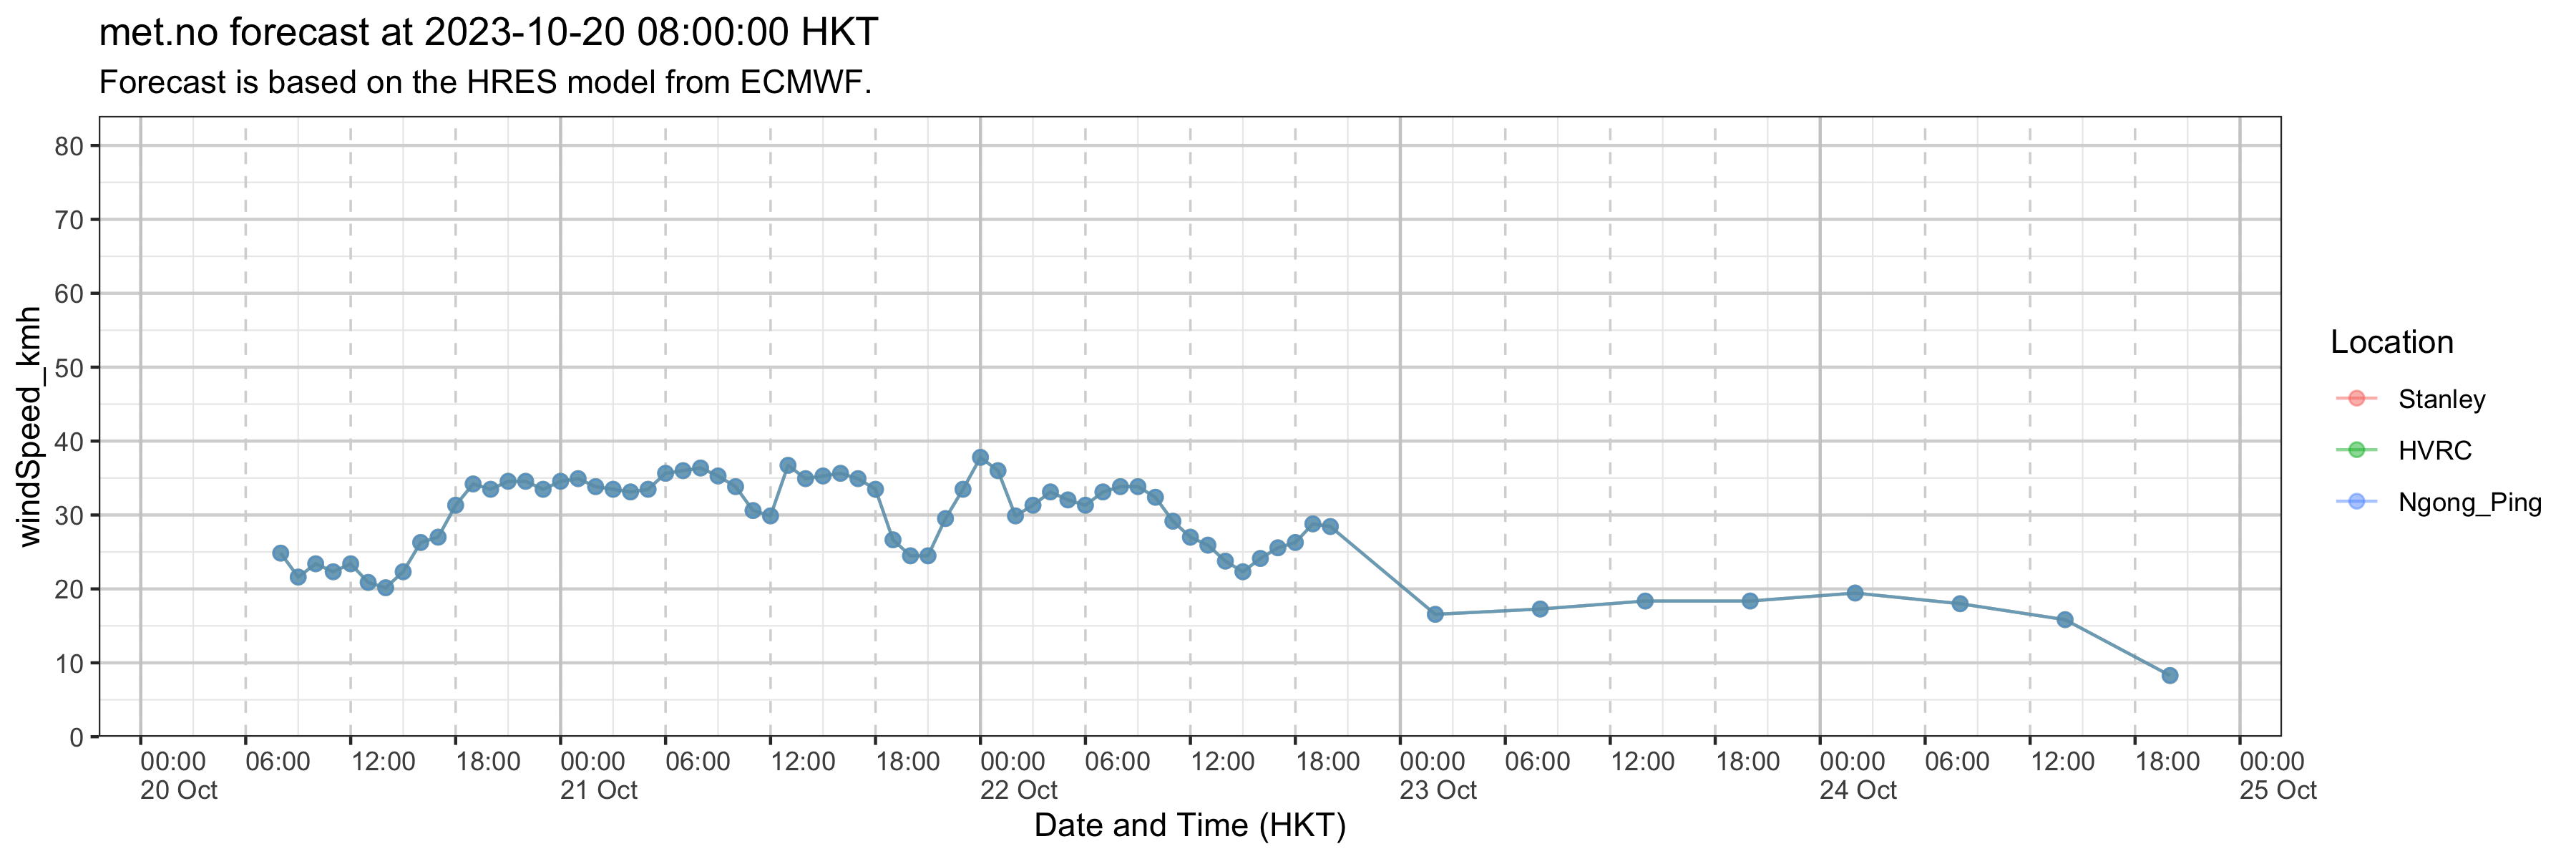 met.no forecast at 2023-10-20 08:00:00 HKT
Forecast is based on the HRES model from ECMWF.
windSpeed_kmh
80
70
60
50
40
30
20
10
0
00:00 06:00 12:00 18:00 00:00 06:00 12:00 18:00 00:00 06:00 12:00 18:00 00:00 06:00 12:00 18:00 00:00 06:00 12:00 18:00 00:00
20 Oct 21 Oct 22 Oct 23 Oct 24 Oct 25 Oct
Date and Time (HKT)
Location
Stanley
HVRC
Ngong_Ping